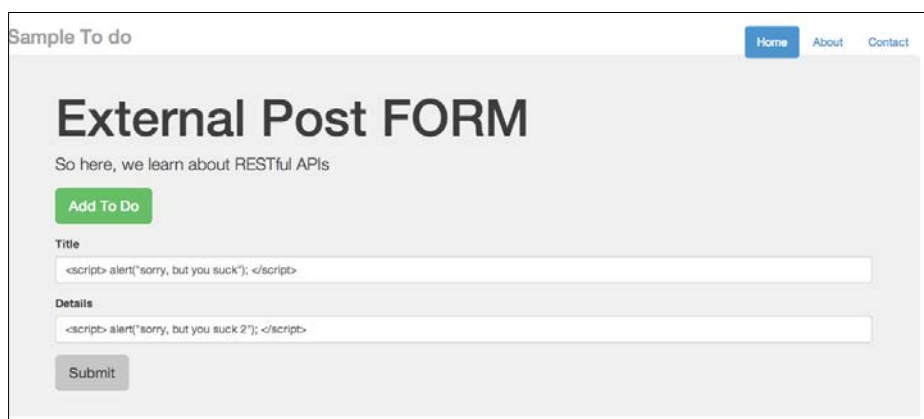 Sample To do
Home About Contact
External Post FORM
So here, we learn about RESTful APIs
Add To Do
Title
<script> alert("sorry, but you suck"); </script>
Details
<script> alert("sorry, but you suck 2"); </script>
Submit